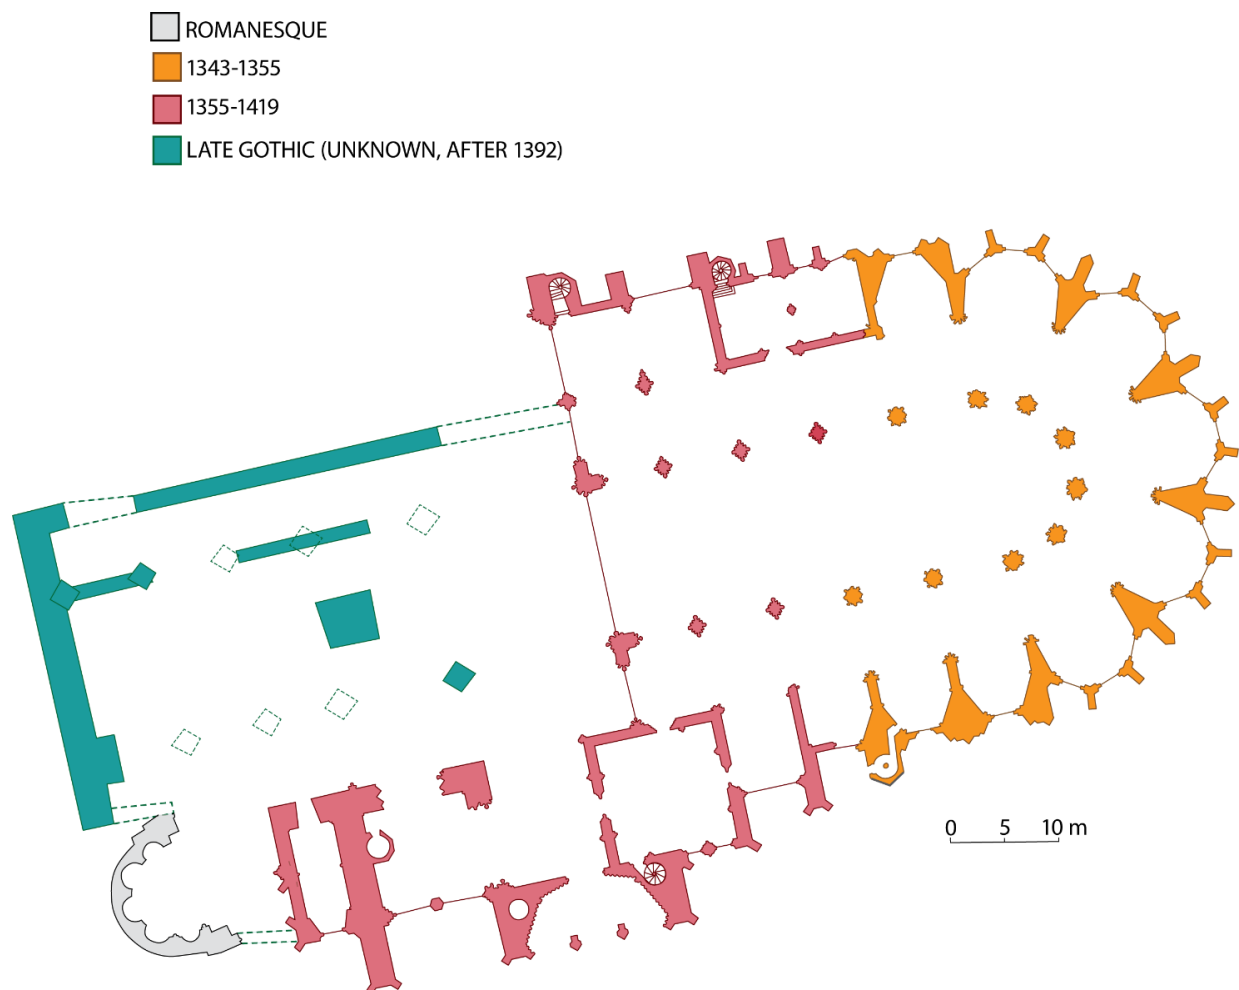 ROMANESQUE
1343-1355
1355-1419
LATE GOTHIC (UNKNOWN, AFTER 1392)
0 5 10 m